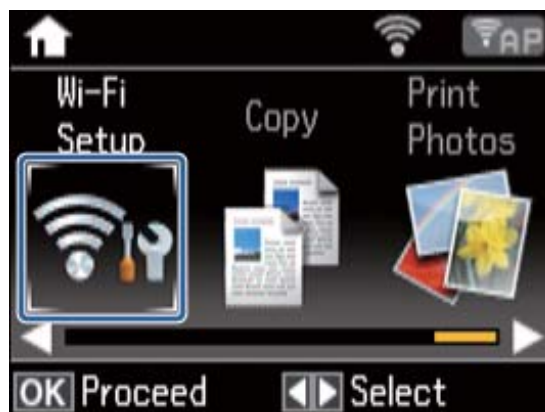 AP
Wi-Fi
Setup
Copy
Print
Photos
OK Proceed
Select